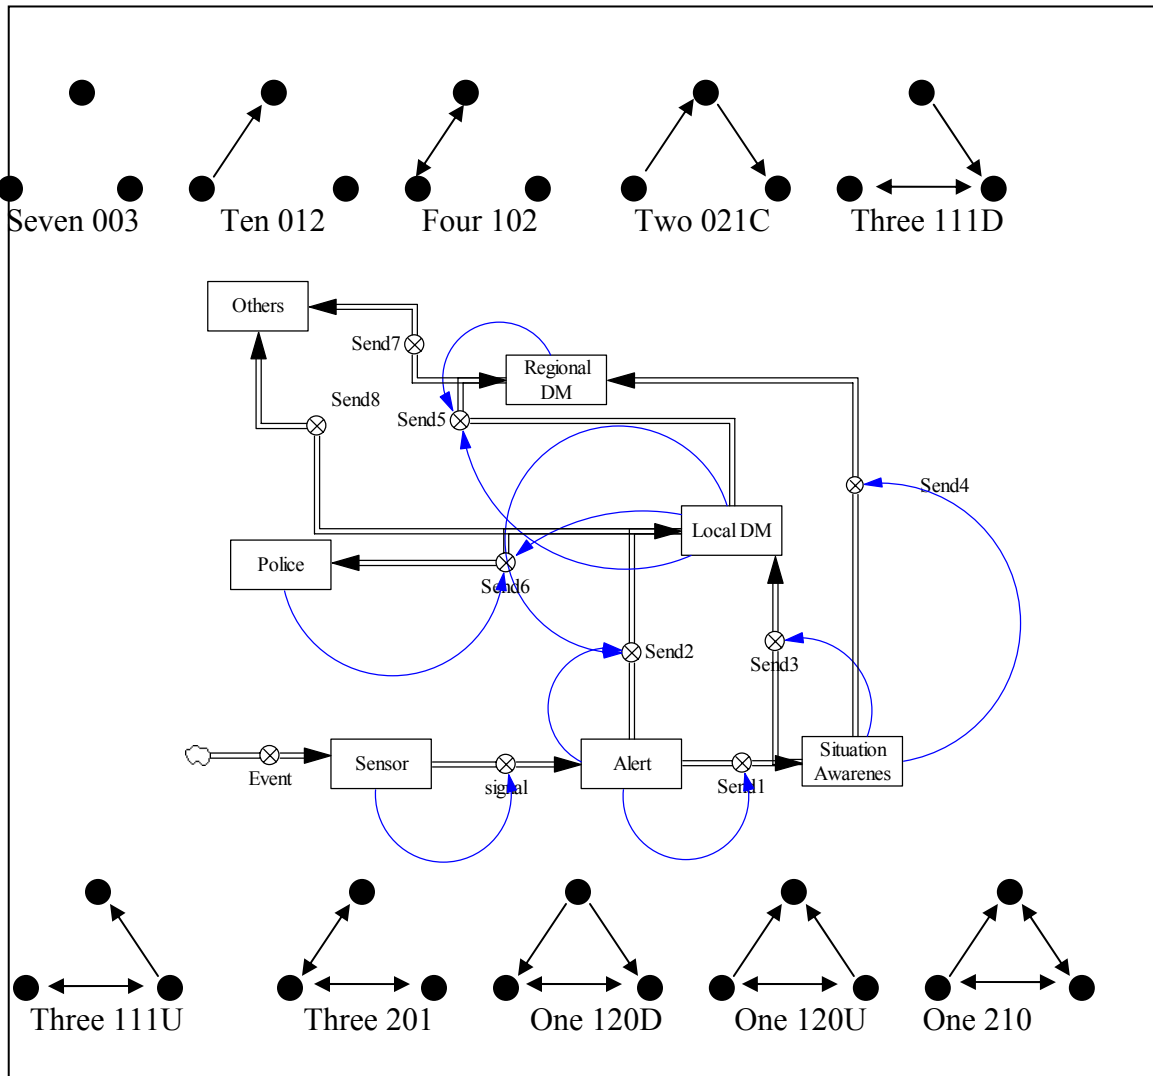 Seven 003
Ten 012
Four 102
Two 021C
Three 111D
Others
Send7
Regional
DM
Send8
Send5
Send4
Local DM
Police
Send6
Send2
Send3
Situation
Awarenes
Sensor
Alert
Event
signal
Send1
Three 111U
Three 201
One 120D
One 120U
One 210